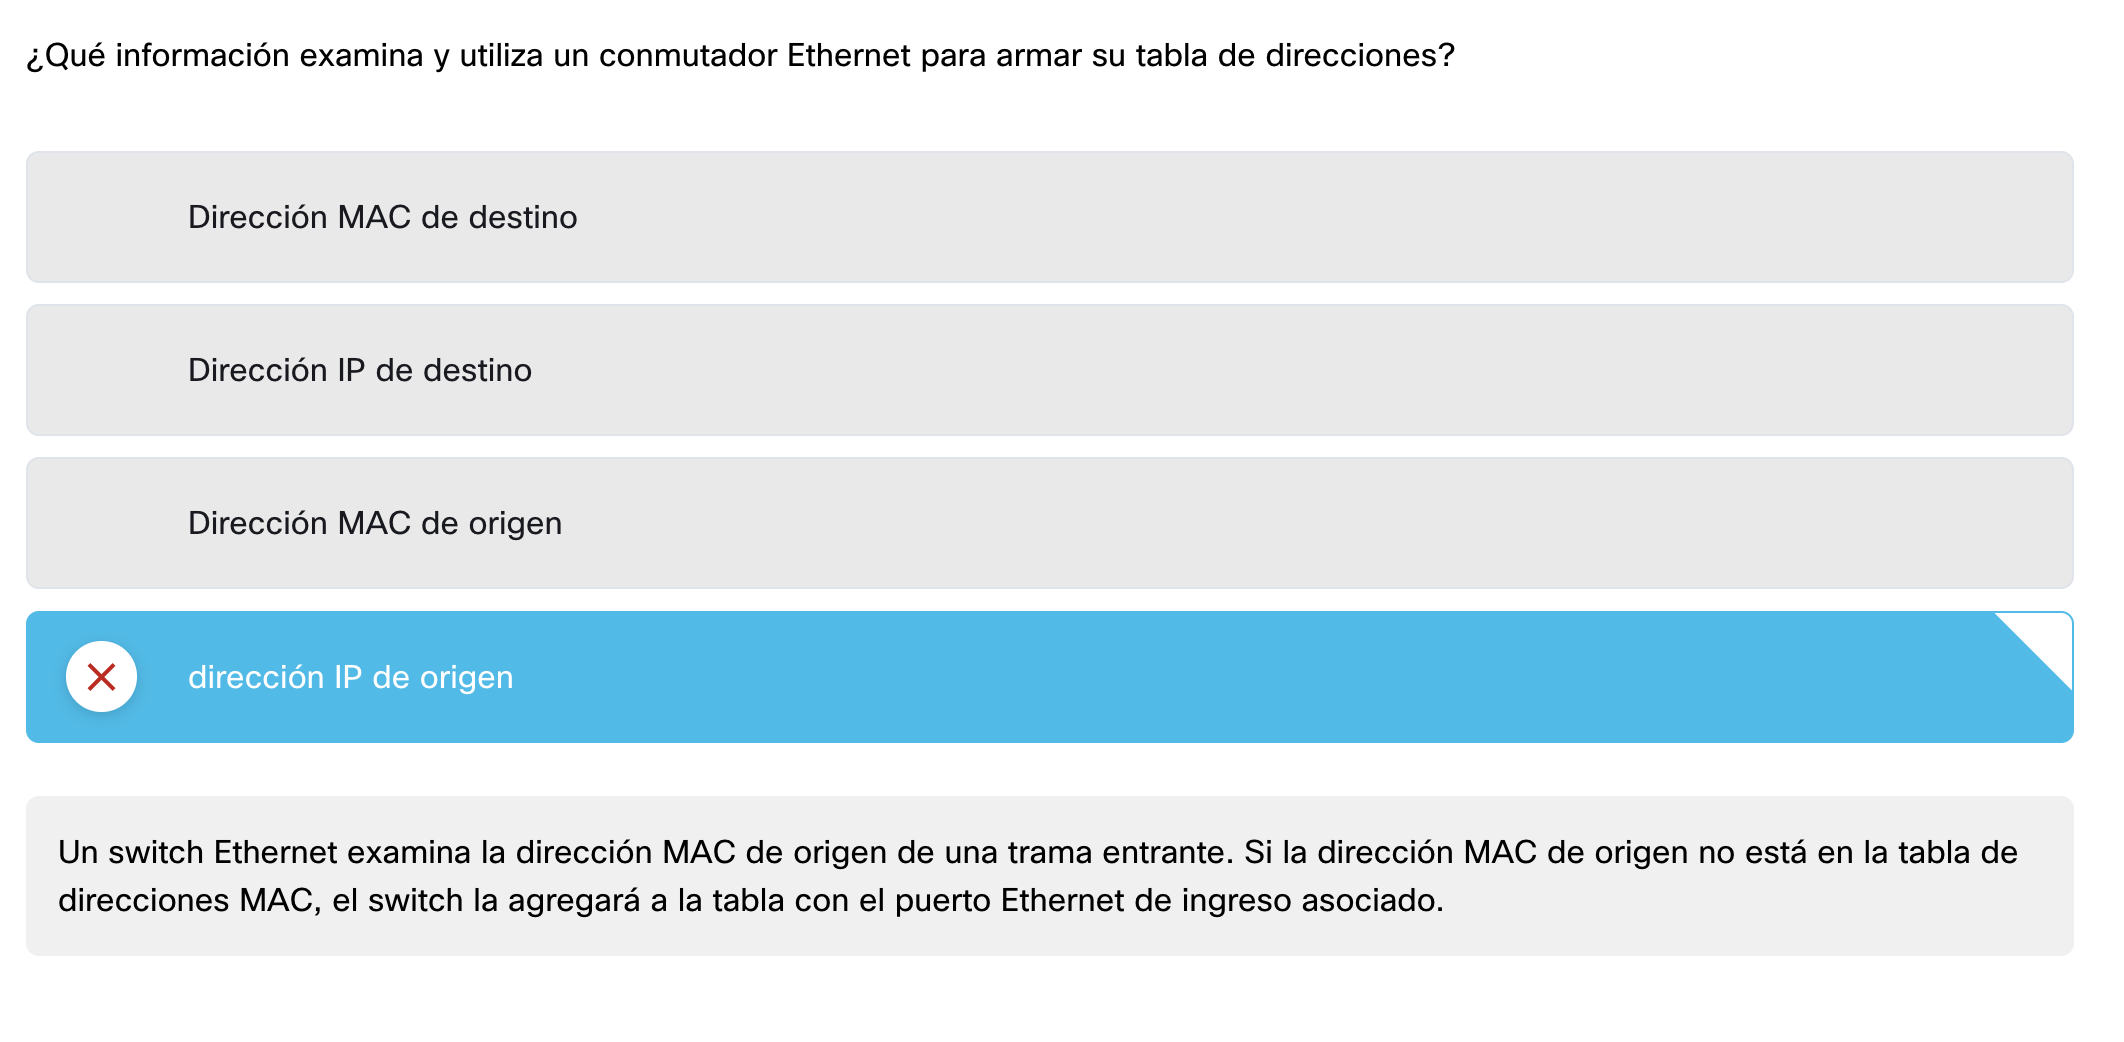 ¿Qué información examina y utiliza un conmutador Ethernet para armar su tabla de direcciones?
Dirección MAC de destino
Dirección IP de destino
Dirección MAC de origen
dirección IP de origen
Un switch Ethernet examina la dirección MAC de origen de una trama entrante. Si la dirección MAC de origen no está en la tabla de
direcciones MAC, el switch la agregará a la tabla con el puerto Ethernet de ingreso asociado.